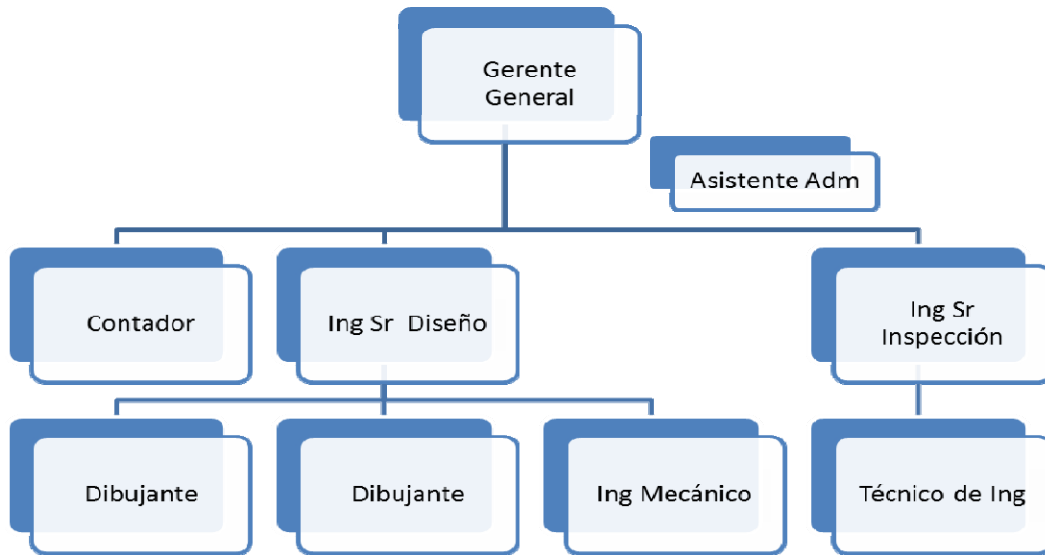 Gerente
General
Asistente Adm
Contador
Ing Sr Diseño
Ing Sr
Inspección
Dibujante
Dibujante
Ing Mecánico
Técnico de Ing